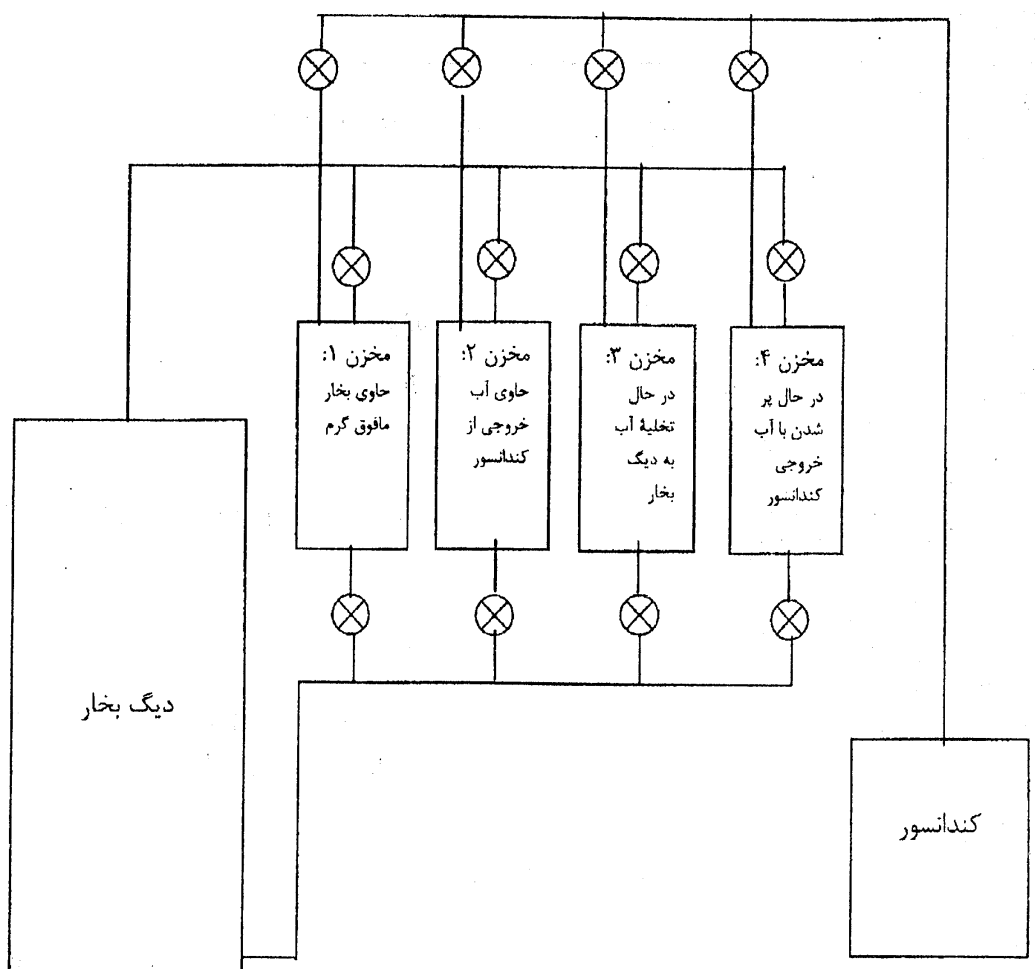 مخزن ۱:
حاوی بخار
مافوق گرم
مخزن ۲:
حاوی آب
خروجی از
کندانسور
مخزن ۳:
در حال
تخلیهٔ آب
به دیگ
بخار
مخزن ۴:
در حال پر
شدن با آب
خروجی
کندانسور
دیگ بخار
کندانسور